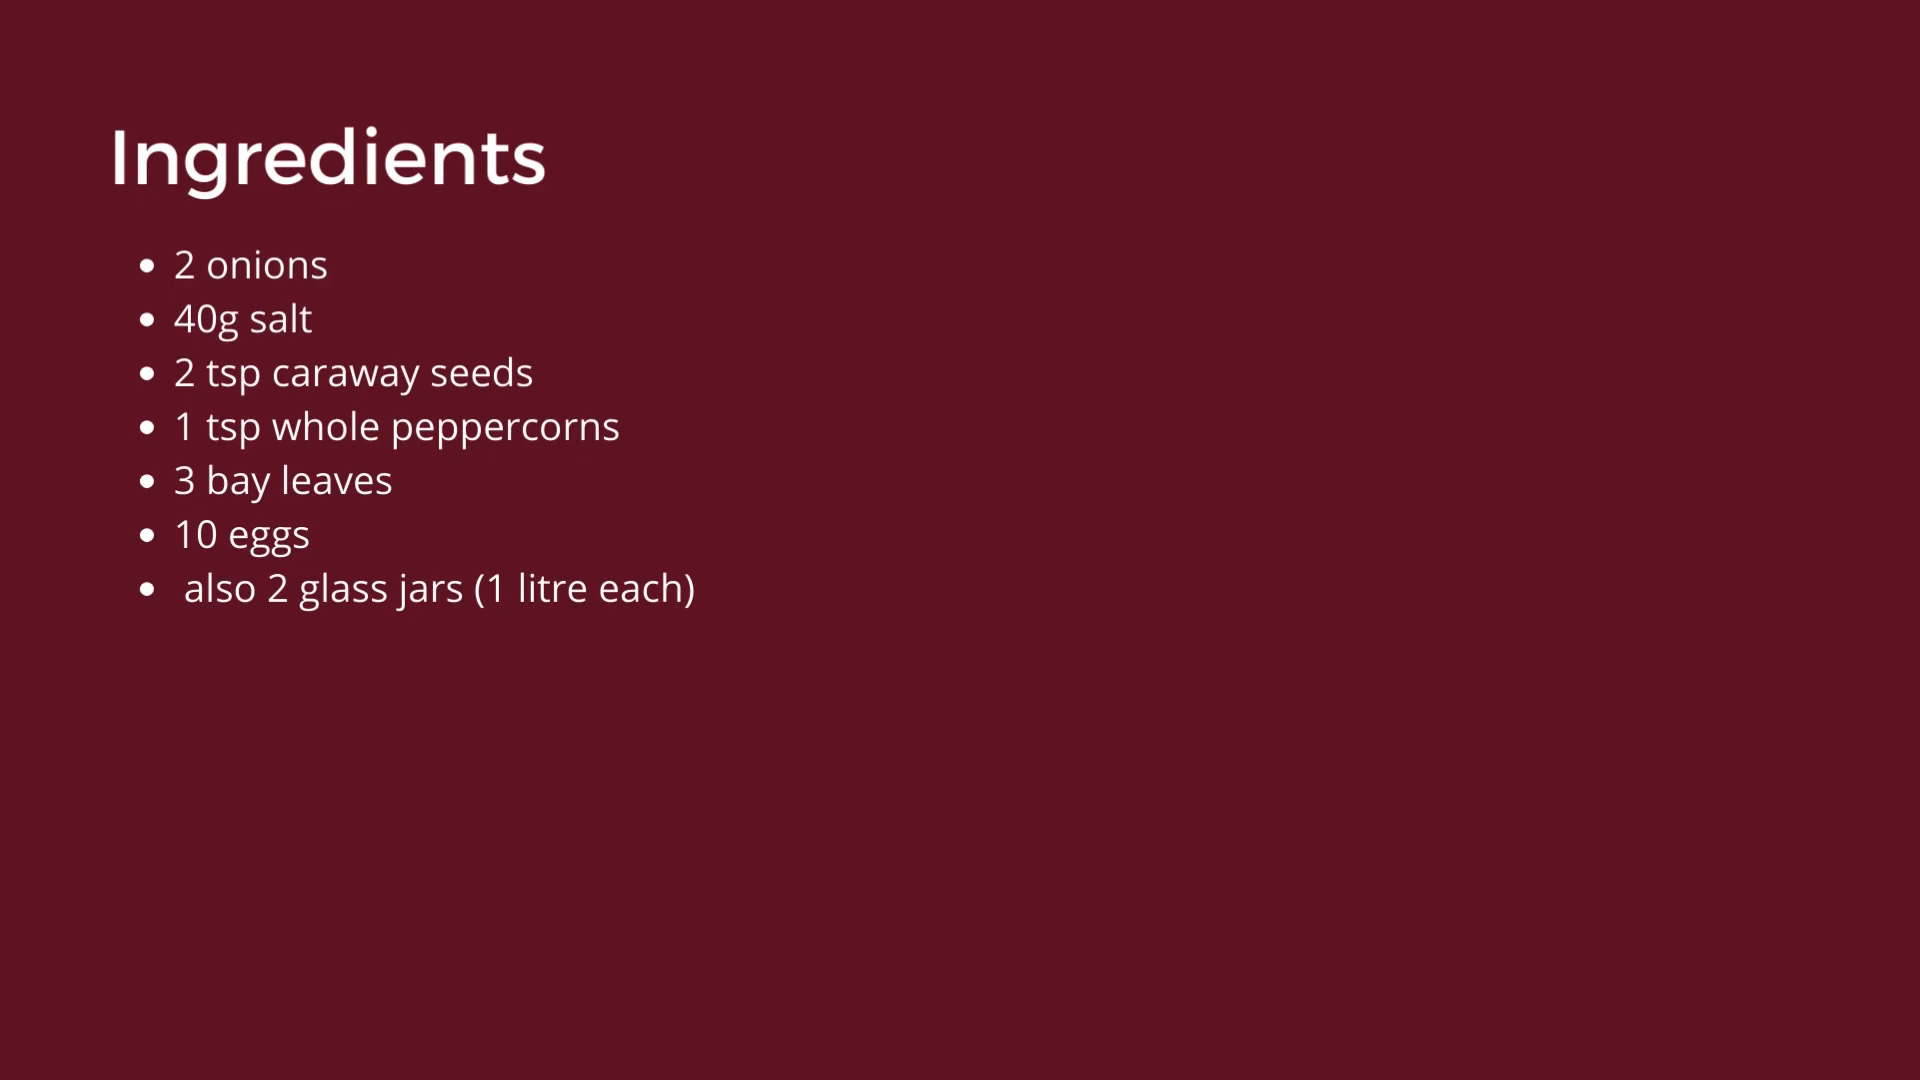 Ingredients
• 2 onions
• 40g salt
• 2 tsp caraway seeds
• 1 tsp whole peppercorns
• 3 bay leaves
• 10 eggs
• also 2 glass jars (1 litre each)